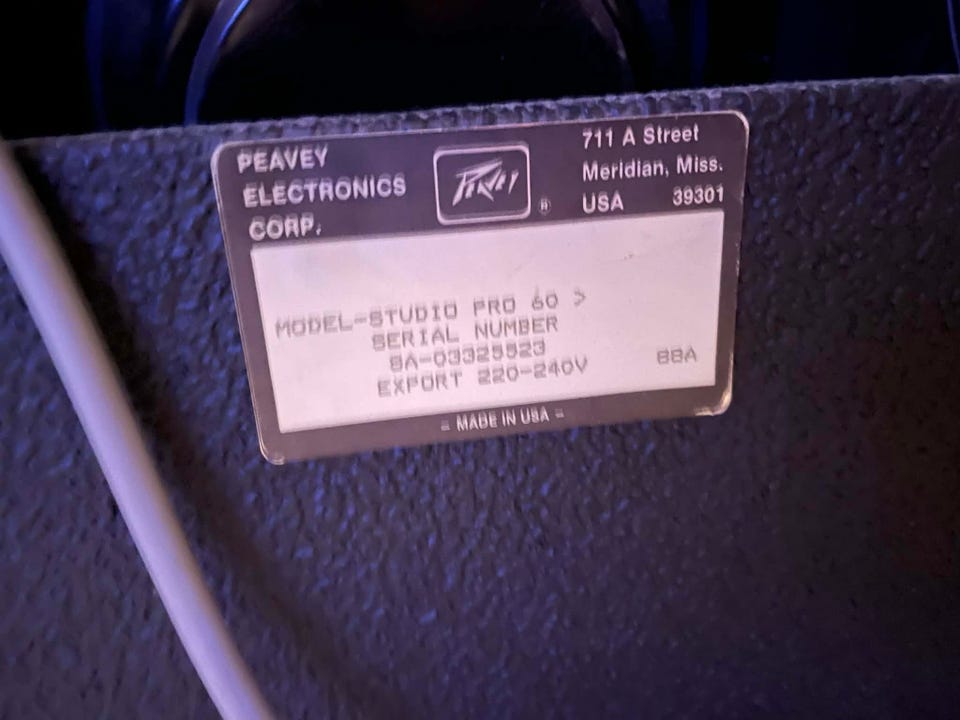 PEAVEY
ELECTRONICS
CORP.
PEAVEY ®
711 A Street
Meridian, Miss.
USA 39301
MODEL-STUDIO PRO 60 >
SERIAL NUMBER
8A-03325523
EXPORT 220-240V 88A
= MADE IN USA =